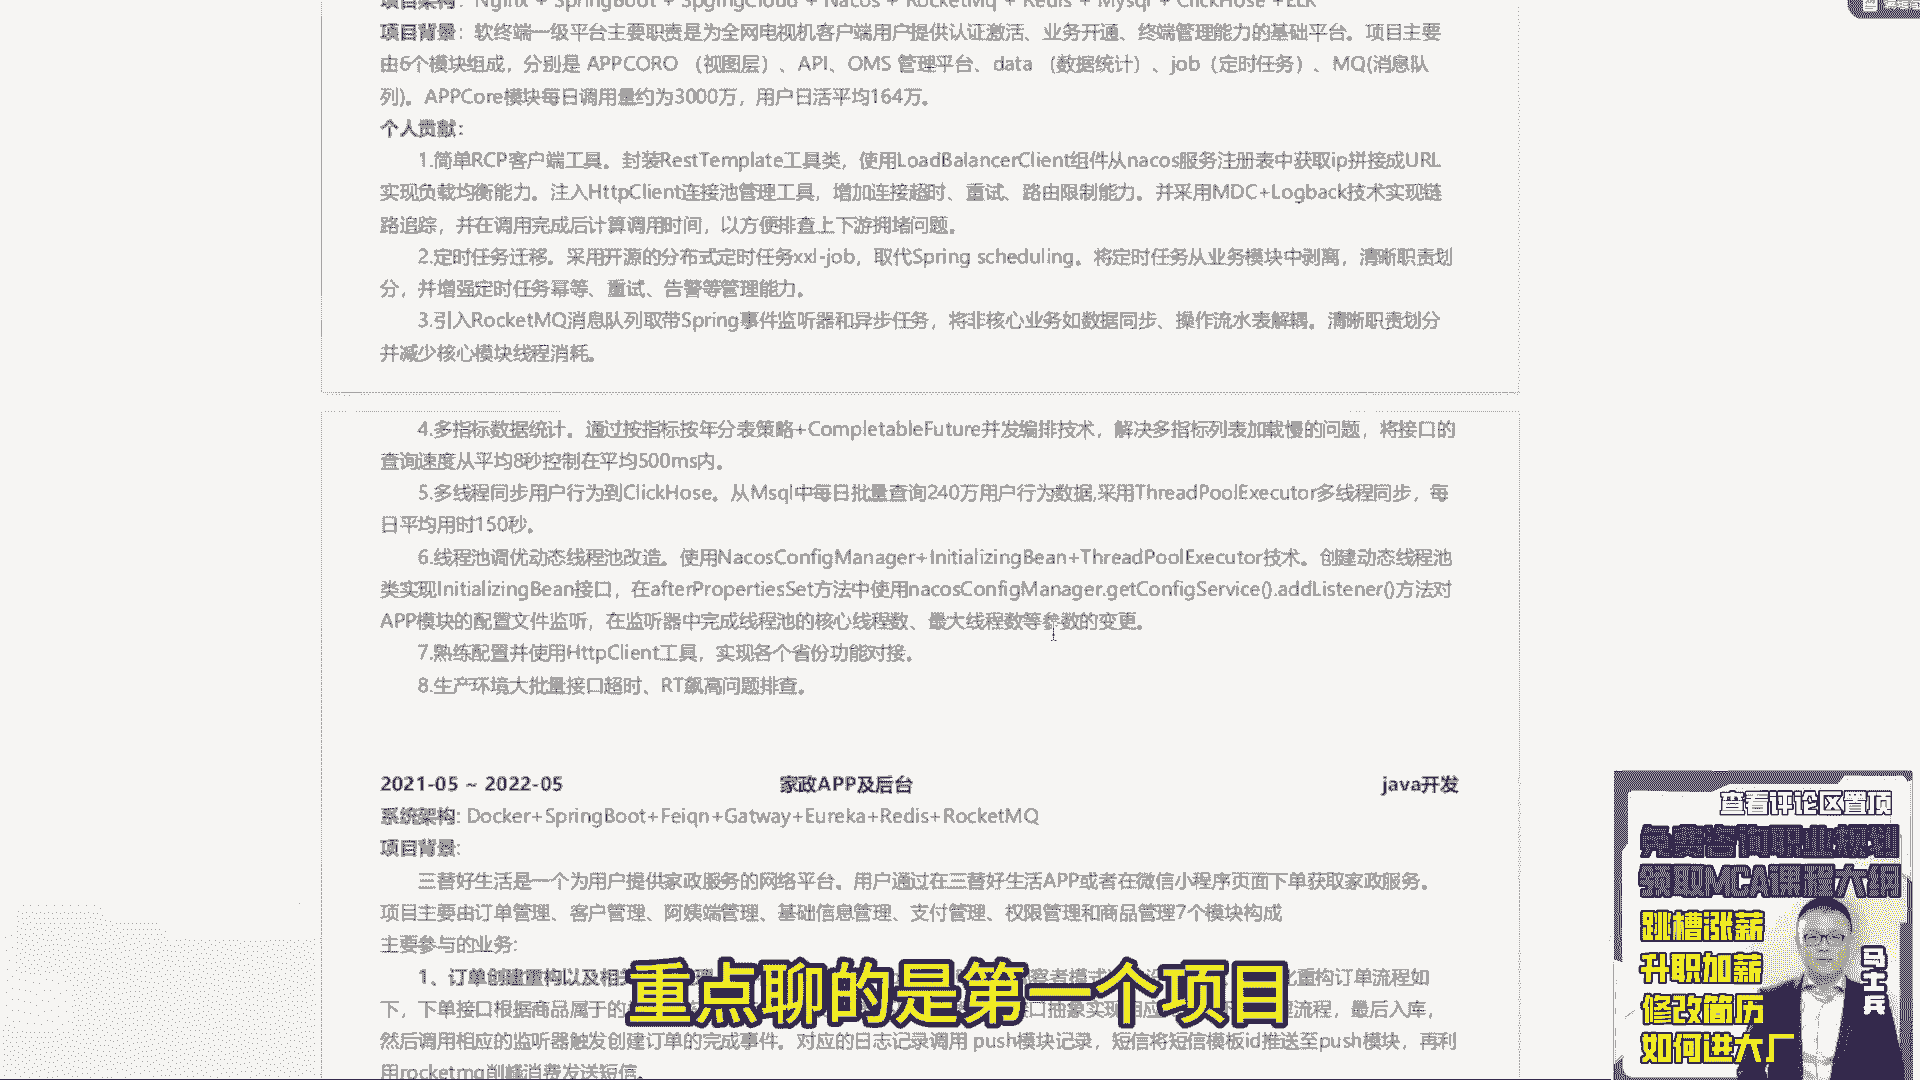 项目架构：Nginx + SpringBoot + SpgingCloud + Nacos + RocketMq + Redis + Mysql + ClickHose +ELK
项目背景：软终端一级平台主要职责是为全网电视机客户端用户提供认证激活、业务开通、终端管理能力的基础平台。项目主要
由6个模块组成，分别是 APPCORO （视图层）、API、OMS 管理平台、data （数据统计）、job（定时任务）、MQ(消息队
列)。APPCore模块每日调用量约为3000万，用户日活平均164万。
个人贡献：
1.简单RCP客户端工具。封装RestTemplate工具类，使用LoadBalancerClient组件从nacos服务注册表中获取ip拼接成URL
实现负载均衡能力。注入HttpClient连接池管理工具，增加连接超时、重试、路由限制能力。并采用MDC+Logback技术实现链
路追踪，并在调用完成后计算调用时间，以方便排查上下游拥堵问题。
2.定时任务迁移。采用开源的分布式定时任务xxl-job，取代Spring scheduling。将定时任务从业务模块中剥离，清晰职责划
分，并增强定时任务幂等、重试、告警等管理能力。
3.引入RocketMQ消息队列取带Spring事件监听器和异步任务，将非核心业务如数据同步、操作流水表解耦。清晰职责划分
并减少核心模块线程消耗。
4.多指标数据统计。通过按指标按年分表策略+CompletableFuture并发编排技术，解决多指标列表加载慢的问题，将接口的
查询速度从平均8秒控制在平均500ms内。
5.多线程同步用户行为到ClickHose。从Msql中每日批量查询240万用户行为数据,采用ThreadPoolExecutor多线程同步，每
日平均用时150秒。
6.线程池调优动态线程池改造。使用NacosConfigManager+InitializingBean+ThreadPoolExecutor技术。创建动态线程池
类实现InitializingBean接口，在afterPropertiesSet方法中使用nacosConfigManager.getConfigService().addListener()方法对
APP模块的配置文件监听，在监听器中完成线程池的核心线程数、最大线程数等参数的变更。
7.熟练配置并使用HttpClient工具，实现各个省份功能对接。
8.生产环境大批量接口超时、RT飙高问题排查。
2021-05 ~ 2022-05 家政APP及后台 java开发
系统架构: Docker+SpringBoot+Feiqn+Gatway+Eureka+Redis+RocketMQ
项目背景:
三替好生活是一个为用户提供家政服务的网络平台。用户通过在三替好生活APP或者在微信小程序页面下单获取家政服务。
项目主要由订单管理、客户管理、阿姨端管理、基础信息管理、支付管理、权限管理和商品管理7个模块构成
主要参与的业务:
1、订单创建重构以及相关 重构订单流程如
下，下单接口根据商品属于的 口抽象实现相应 流程，最后入库，
然后调用相应的监听器触发创建订单的完成事件。对应的日志记录调用 push模块记录，短信将短信模板id推送至push模块，再利
用rocketmq削峰消费发送短信。
重点聊的是第一个项目
查看评论区置顶
免费咨询职业规划
领取MCA课程大纲
跳槽涨薪
升职加薪
修改简历
如何进大厂
马士兵